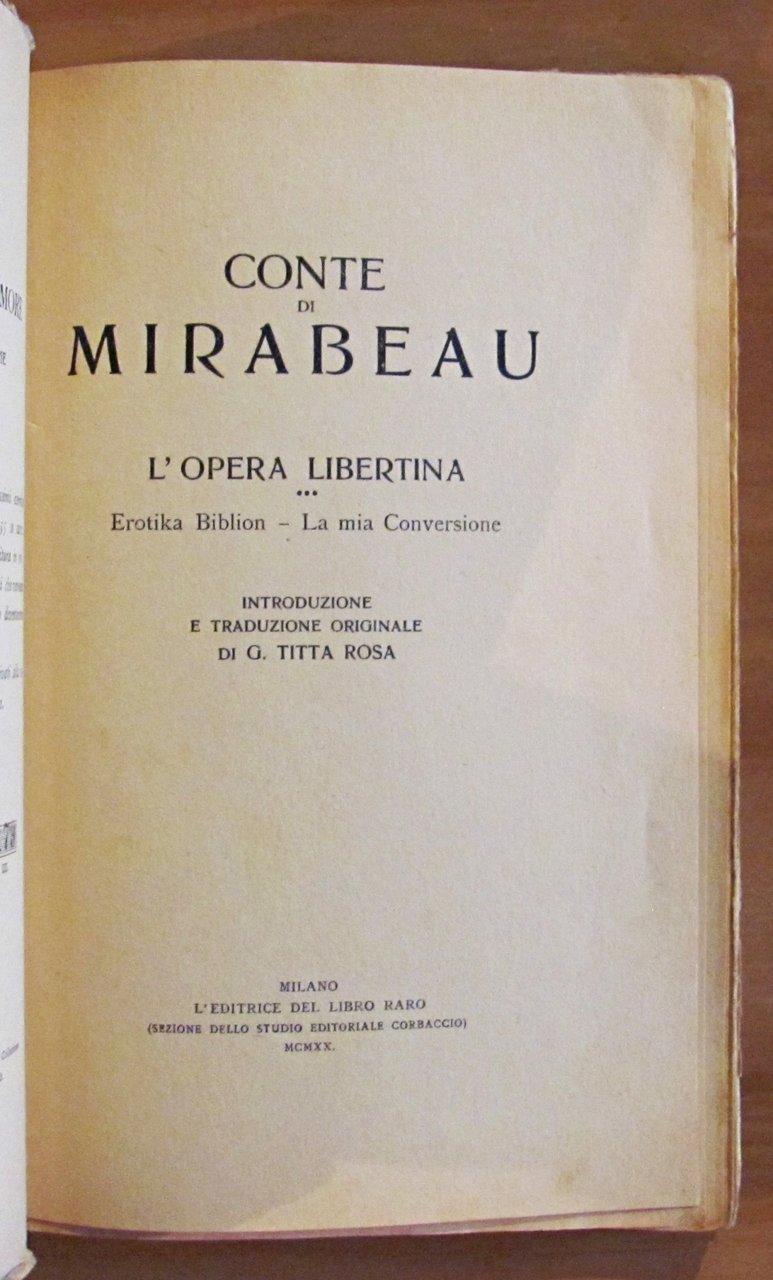 CONTE
DI
MIRABEAU
L'OPERA LIBERTINA
Erotika Biblion – La mia Conversione
INTRODUZIONE
E TRADUZIONE ORIGINALE
DI G. TITTA ROSA
MILANO
L'EDITRICE DEL LIBRO RARO
(SEZIONE DELLO STUDIO EDITORIALE CORBACCIO)
MCMXX.